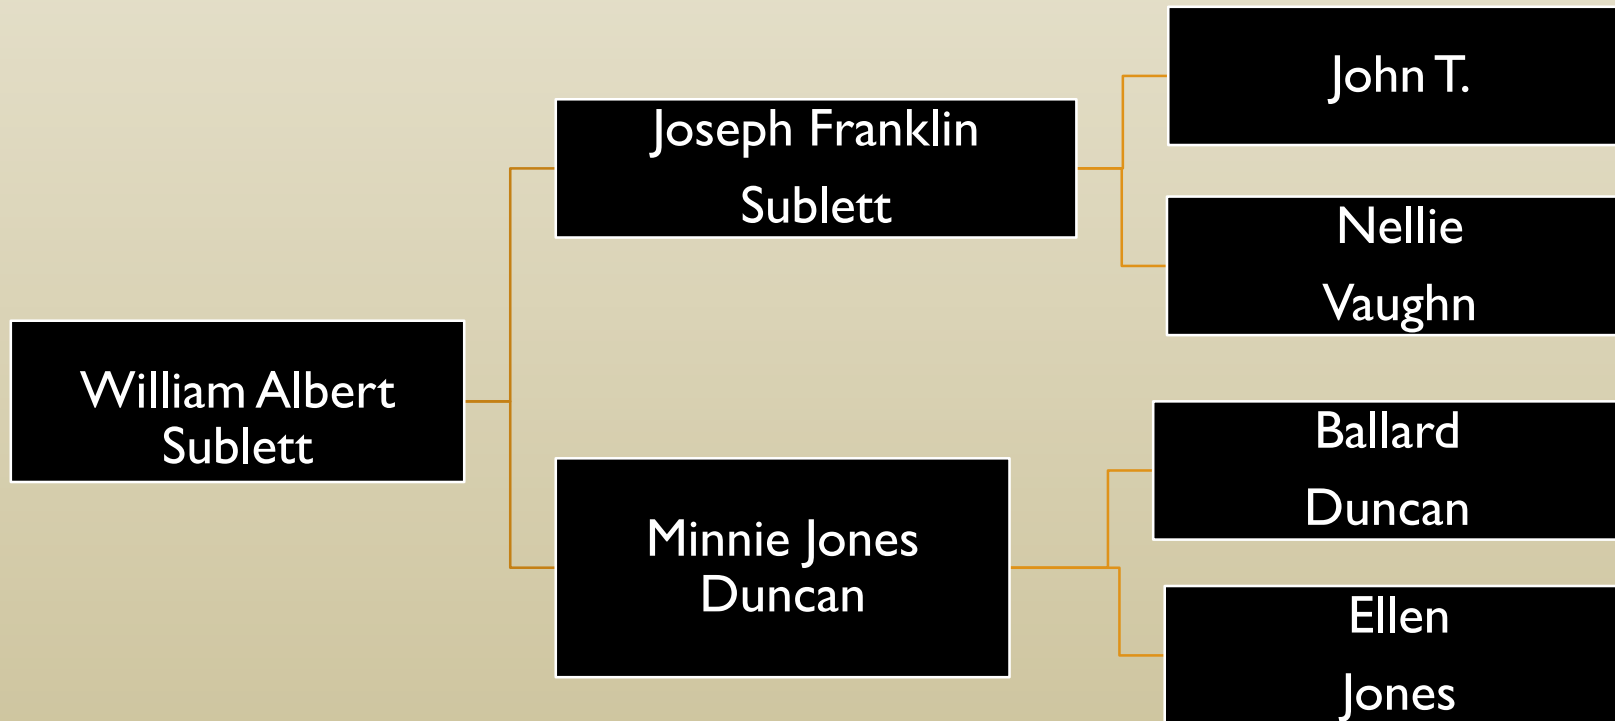 John T.
Joseph Franklin
Sublett
Nellie
Vaughn
William Albert
Sublett
Ballard
Duncan
Minnie Jones
Duncan
Ellen
Jones